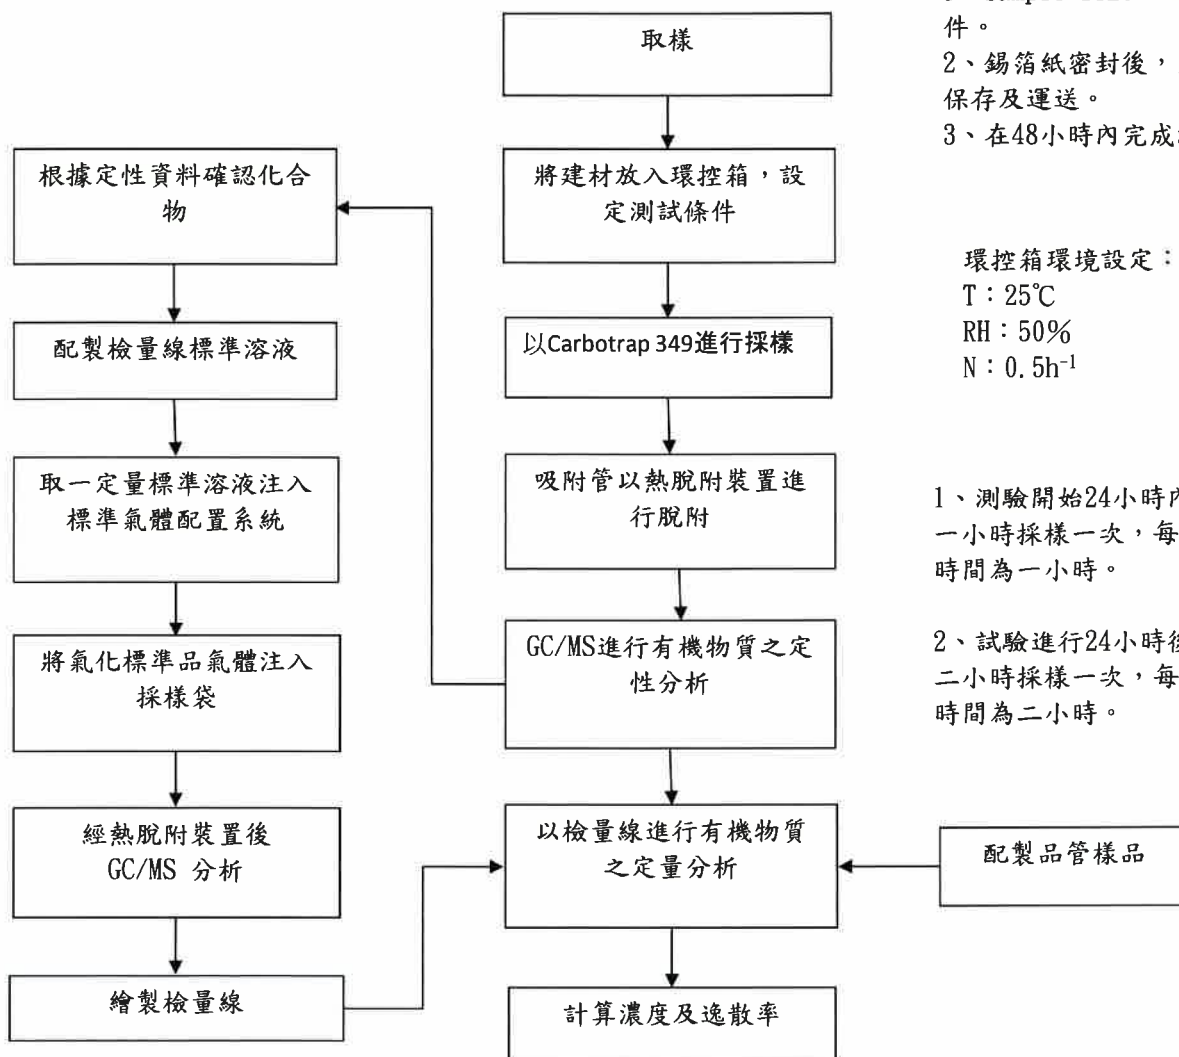 取樣
件。
2、錫箔紙密封後，
保存及運送。
3、在48小時內完成
根據定性資料確認化合
物
將建材放入環控箱，設
定測試條件
環控箱環境設定：
T：25℃
RH：50%
N：0.5h⁻¹
配製檢量線標準溶液
以Carbotrap 349進行採樣
取一定量標準溶液注入
標準氣體配置系統
吸附管以熱脫附裝置進
行脫附
1、測驗開始24小時
一小時採樣一次，每
時間為一小時。
2、試驗進行24小時後
二小時採樣一次，每
時間為二小時。
將氣化標準品氣體注入
採樣袋
GC/MS進行有機物質之定
性分析
經熱脫附裝置後
GC/MS 分析
以檢量線進行有機物質
之定量分析
配製品管樣品
繪製檢量線
計算濃度及逸散率